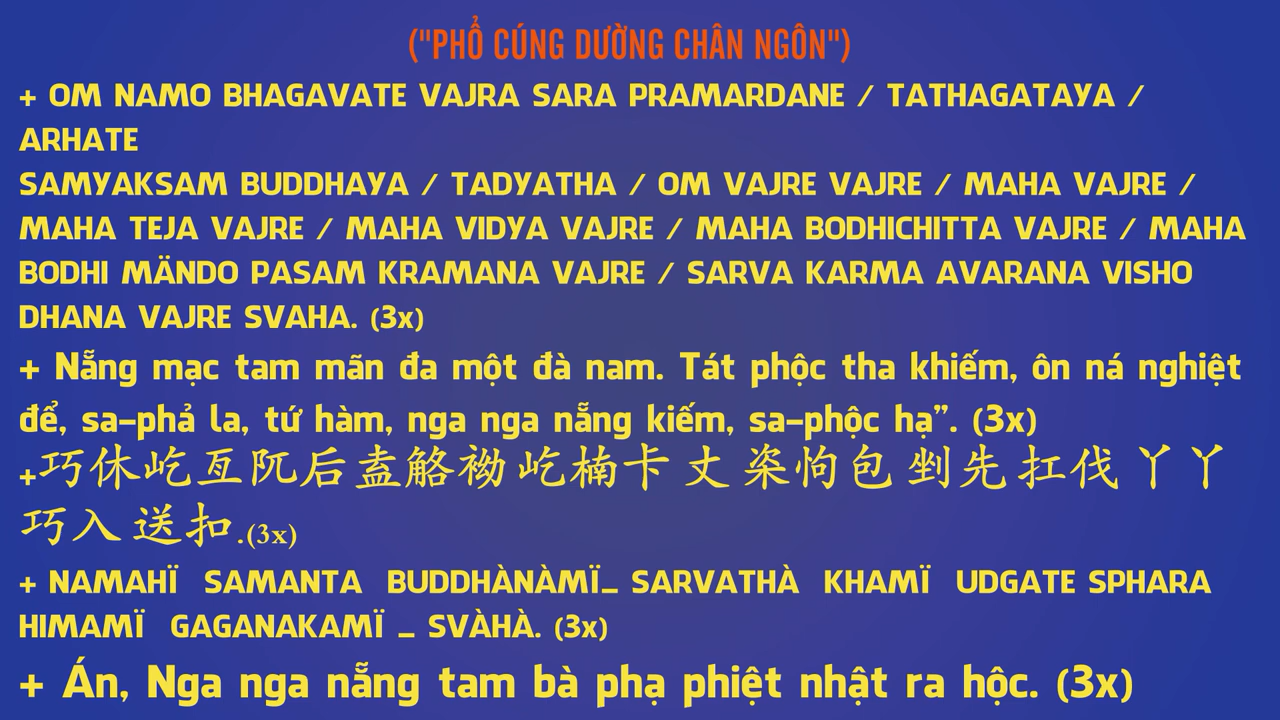 ("PHỔ CÚNG DƯỜNG CHÂN NGÔN")
+ OM NAMO BHAGAVATE VAJRA SARA PRAMARDANE / TATHAGATAYA /
ARHATE
SAMYAKSAM BUDDHAYA / TADYATHA / OM VAJRE VAJRE / MAHA VAJRE /
MAHA TEJA VAJRE / MAHA VIDYA VAJRE / MAHA BODHICHITTA VAJRE / MAHA
BODHI MÄNDO PASAM KRAMANA VAJRE / SARVA KARMA AVARANA VISHO
DHANA VAJRE SVAHA. (3x)
+ Nẵng mạc tam mãn đa một đà nam. Tát phộc tha khiếm, ôn ná nghiệt
để, sa-phả la, tứ hàm, nga nga nẵng kiếm, sa-phộc hạ”. (3x)
+巧休屹亙阢后盍觡袎屹楠卡丈栥怐包剉先扛伐丫丫
巧入送扣.(3x)
+ NAMAHÏ SAMANTA BUDDHÀNÀMÏ_ SARVATHÀ KHAMÏ UDGATE SPHARA
HIMAMÏ GAGANAKAMÏ _ SVÀHÀ. (3x)
+ Án, Nga nga nẵng tam bà phạ phiệt nhật ra hộc. (3x)